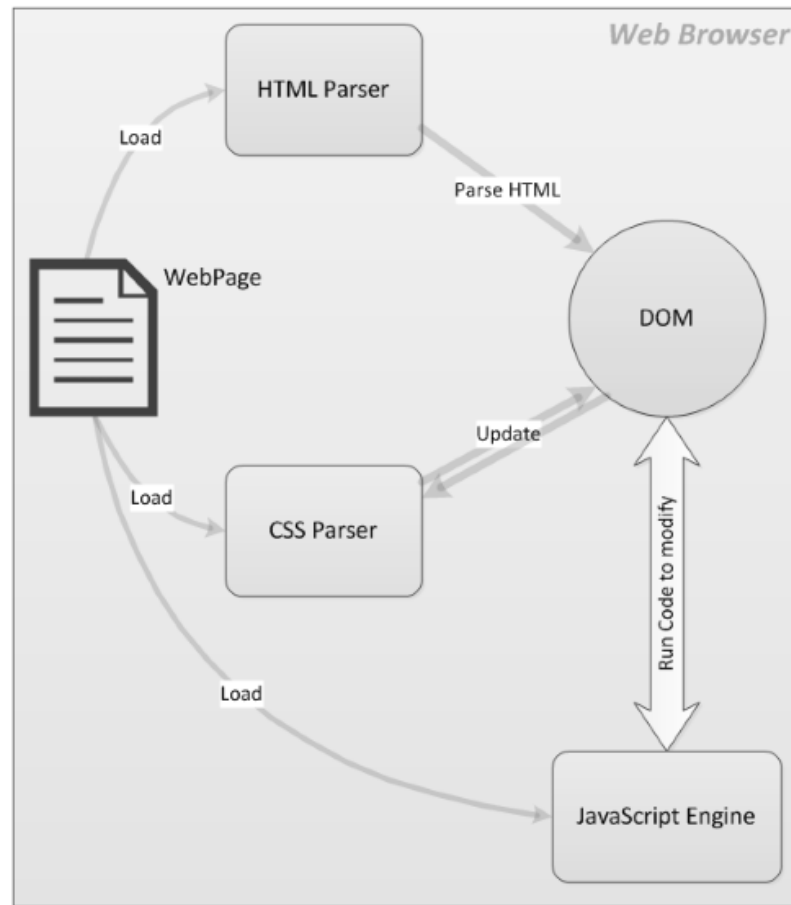 Web Browser
HTML Parser
Load
Parse HTML
WebPage
DOM
Update
Load
CSS Parser
Run Code to modify
Load
JavaScript Engine